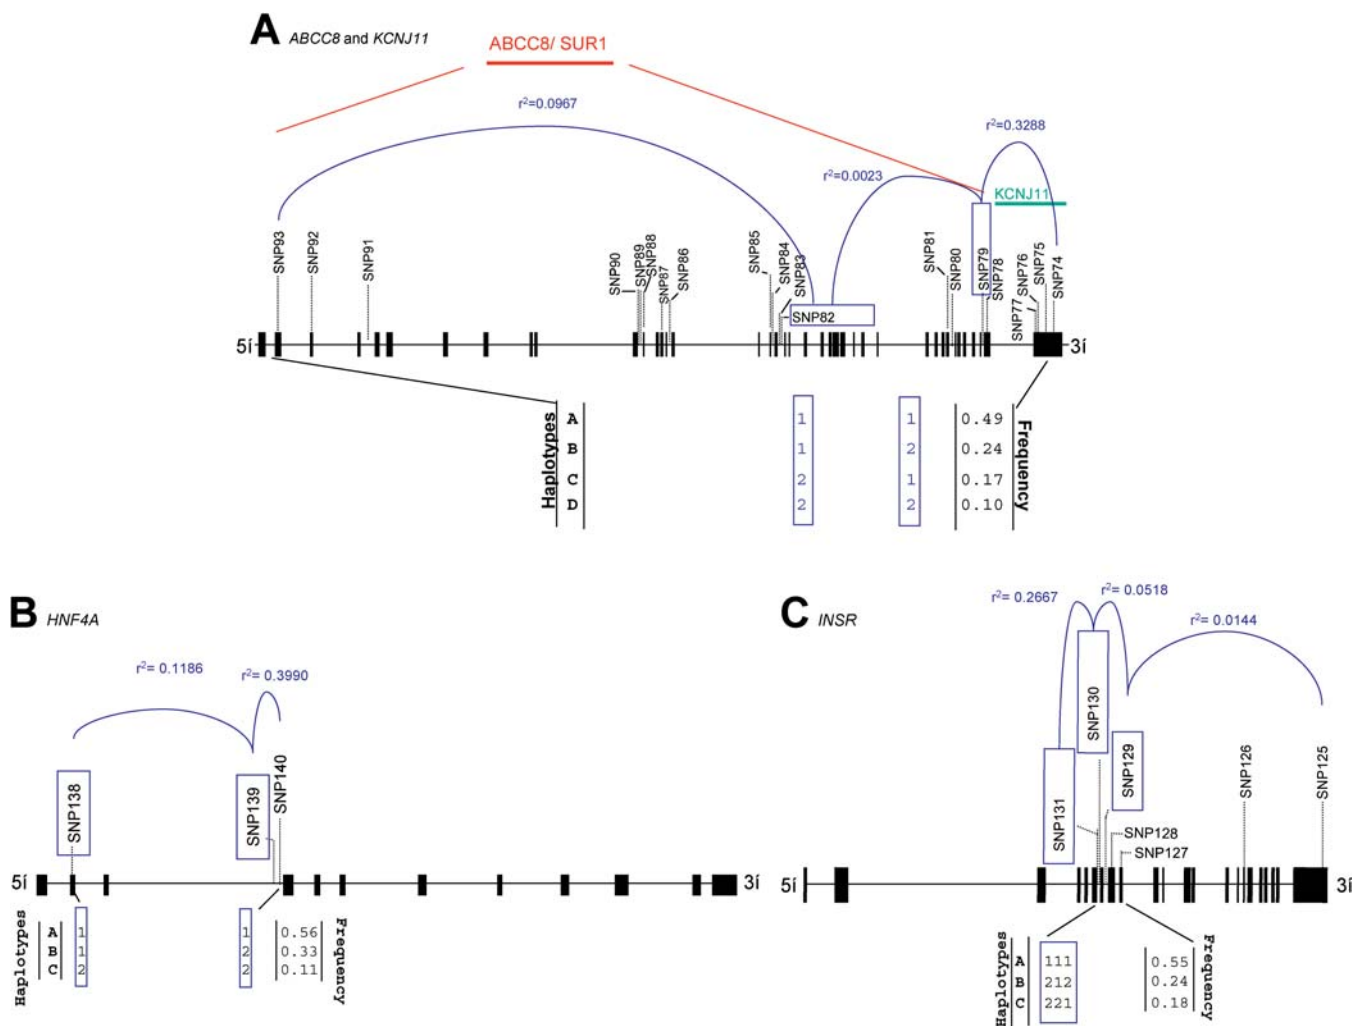 A ABCC8 and KCNJ11
ABCC8/ SUR1
r²=0.0967
r²=0.3288
r²=0.0023
KCNJ11
SNP93
SNP92
SNP91
SNP90
SNP89
SNP88
SNP87
SNP86
SNP85
SNP84
SNP83
SNP82
SNP81
SNP80
SNP79
SNP78
SNP77
SNP76
SNP75
SNP74
5í 3í
Haplotypes Frequency
A 1 1 0.49
B 1 2 0.24
C 2 1 0.17
D 2 2 0.10
B HNF4A
r²= 0.1186
r²= 0.3990
SNP138
SNP139
SNP140
5í 3í
Haplotypes Frequency
A 1 1 0.56
B 1 2 0.33
C 2 2 0.11
C INSR
r²= 0.2667
r²= 0.0518
r²= 0.0144
SNP131
SNP130
SNP129
SNP128
SNP127
SNP126
SNP125
5í 3í
Haplotypes Frequency
A 111 0.55
B 212 0.24
C 221 0.18